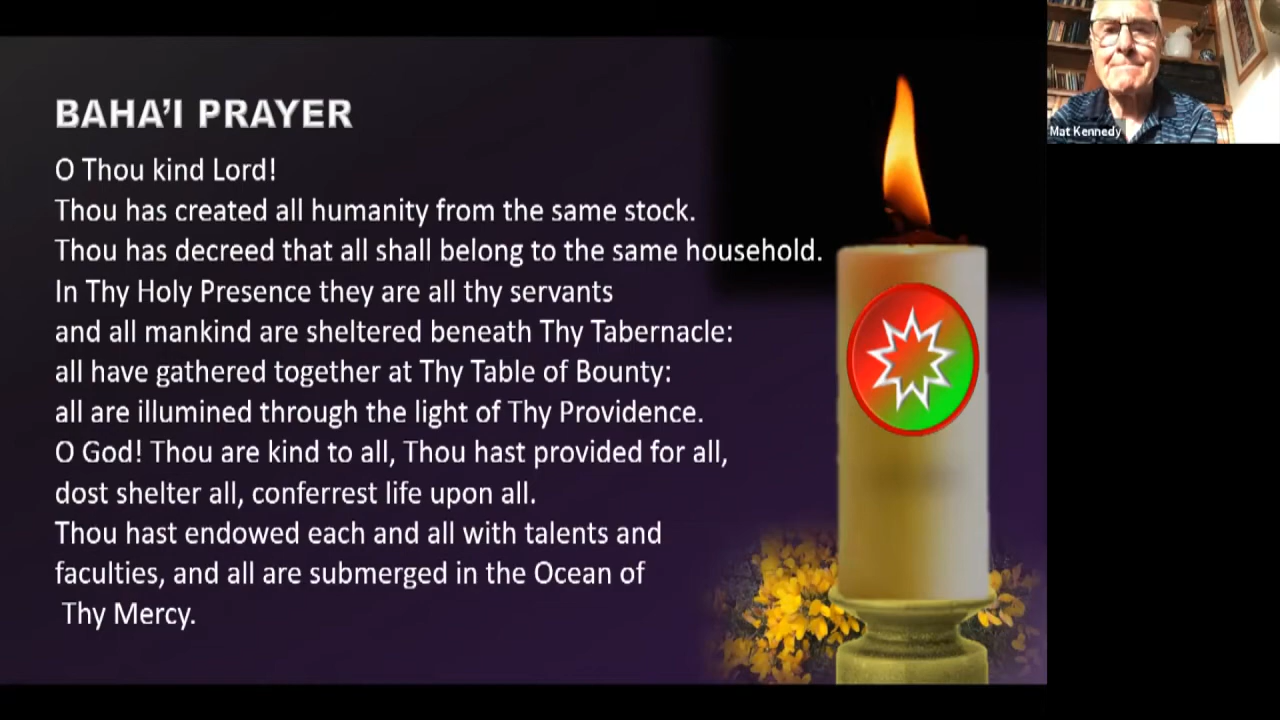 BAHA’I PRAYER
O Thou kind Lord!
Thou has created all humanity from the same stock.
Thou has decreed that all shall belong to the same household.
In Thy Holy Presence they are all thy servants
and all mankind are sheltered beneath Thy Tabernacle:
all have gathered together at Thy Table of Bounty:
all are illumined through the light of Thy Providence.
O God! Thou are kind to all, Thou hast provided for all,
dost shelter all, conferrest life upon all.
Thou hast endowed each and all with talents and
faculties, and all are submerged in the Ocean of
Thy Mercy.
Mat Kennedy